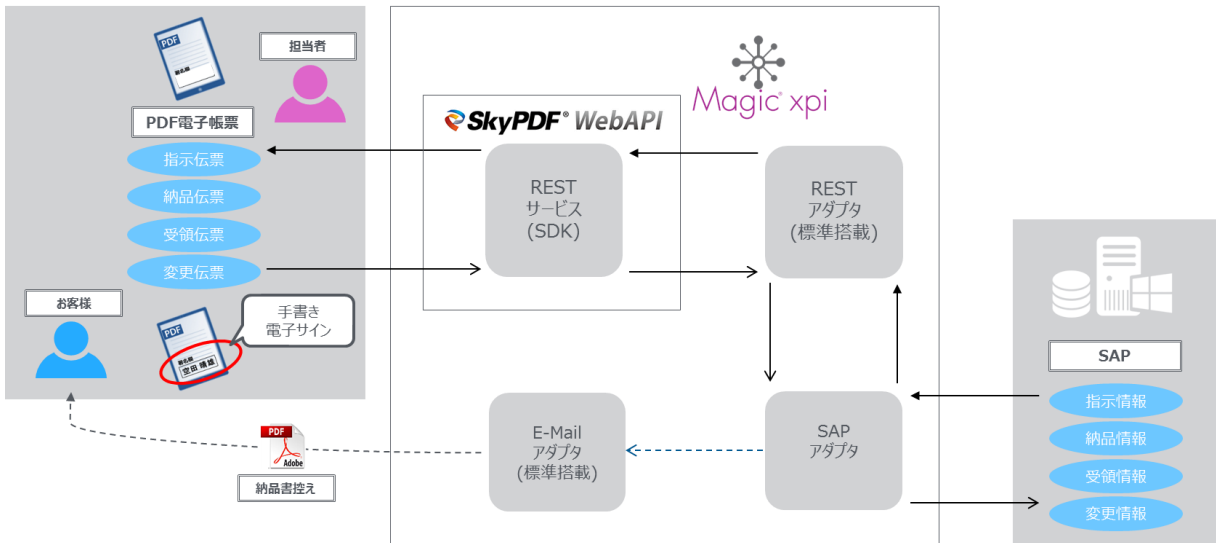 PDF
担当者
PDF電子帳票
指示伝票
納品伝票
受領伝票
変更伝票
お客様
PDF
署名欄
空田 晴雄
手書き
電子サイン
PDF
Adobe
納品書控え
SkyPDF® WebAPI
REST
サービス
(SDK)
Magic® xpi
REST
アダプタ
(標準搭載)
E-Mail
アダプタ
(標準搭載)
SAP
アダプタ
SAP
指示情報
納品情報
受領情報
変更情報